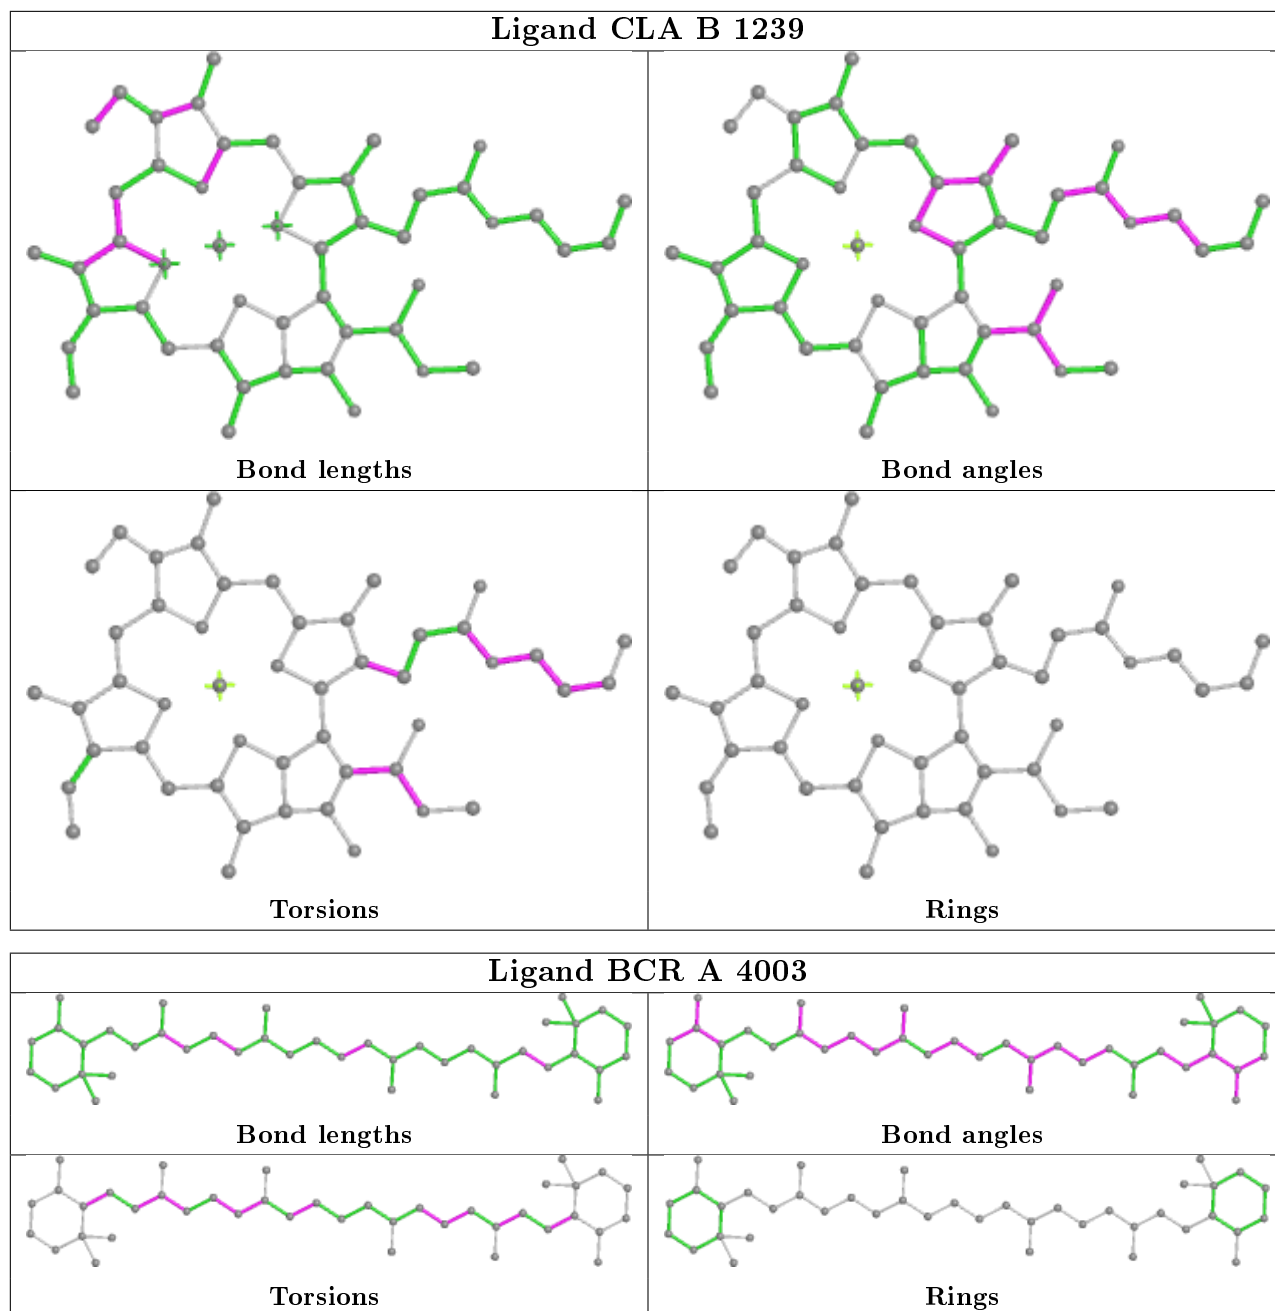 Ligand CLA B 1239
Bond lengths
Bond angles
Torsions
Rings
Ligand BCR A 4003
Bond lengths
Bond angles
Torsions
Rings